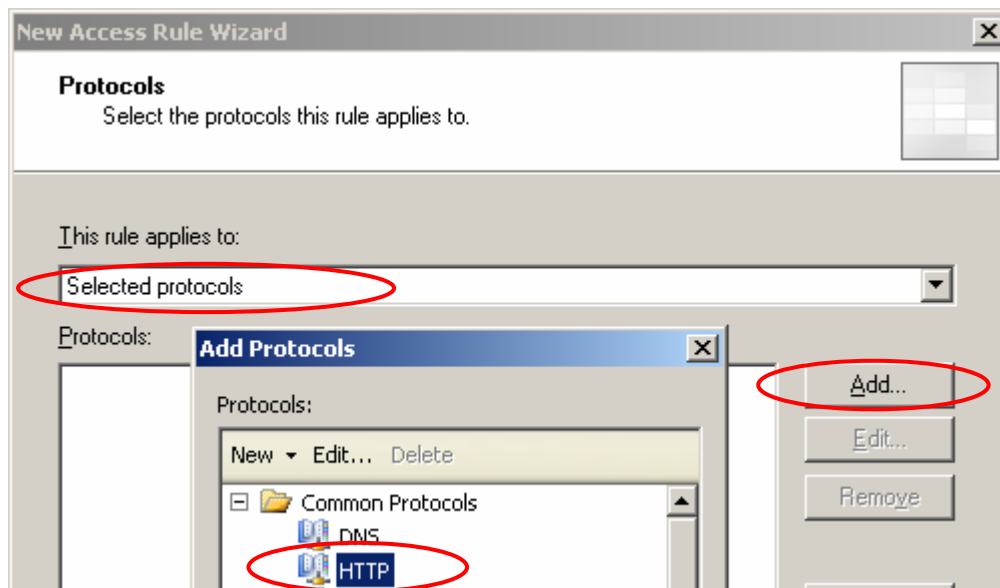 New Access Rule Wizard
Protocols
Select the protocols this rule applies to.
This rule applies to:
Selected protocols
Protocols:
Add Protocols
Add...
Protocols:
Edit...
New Edit... Delete
Remove
Common Protocols
DNS
HTTP